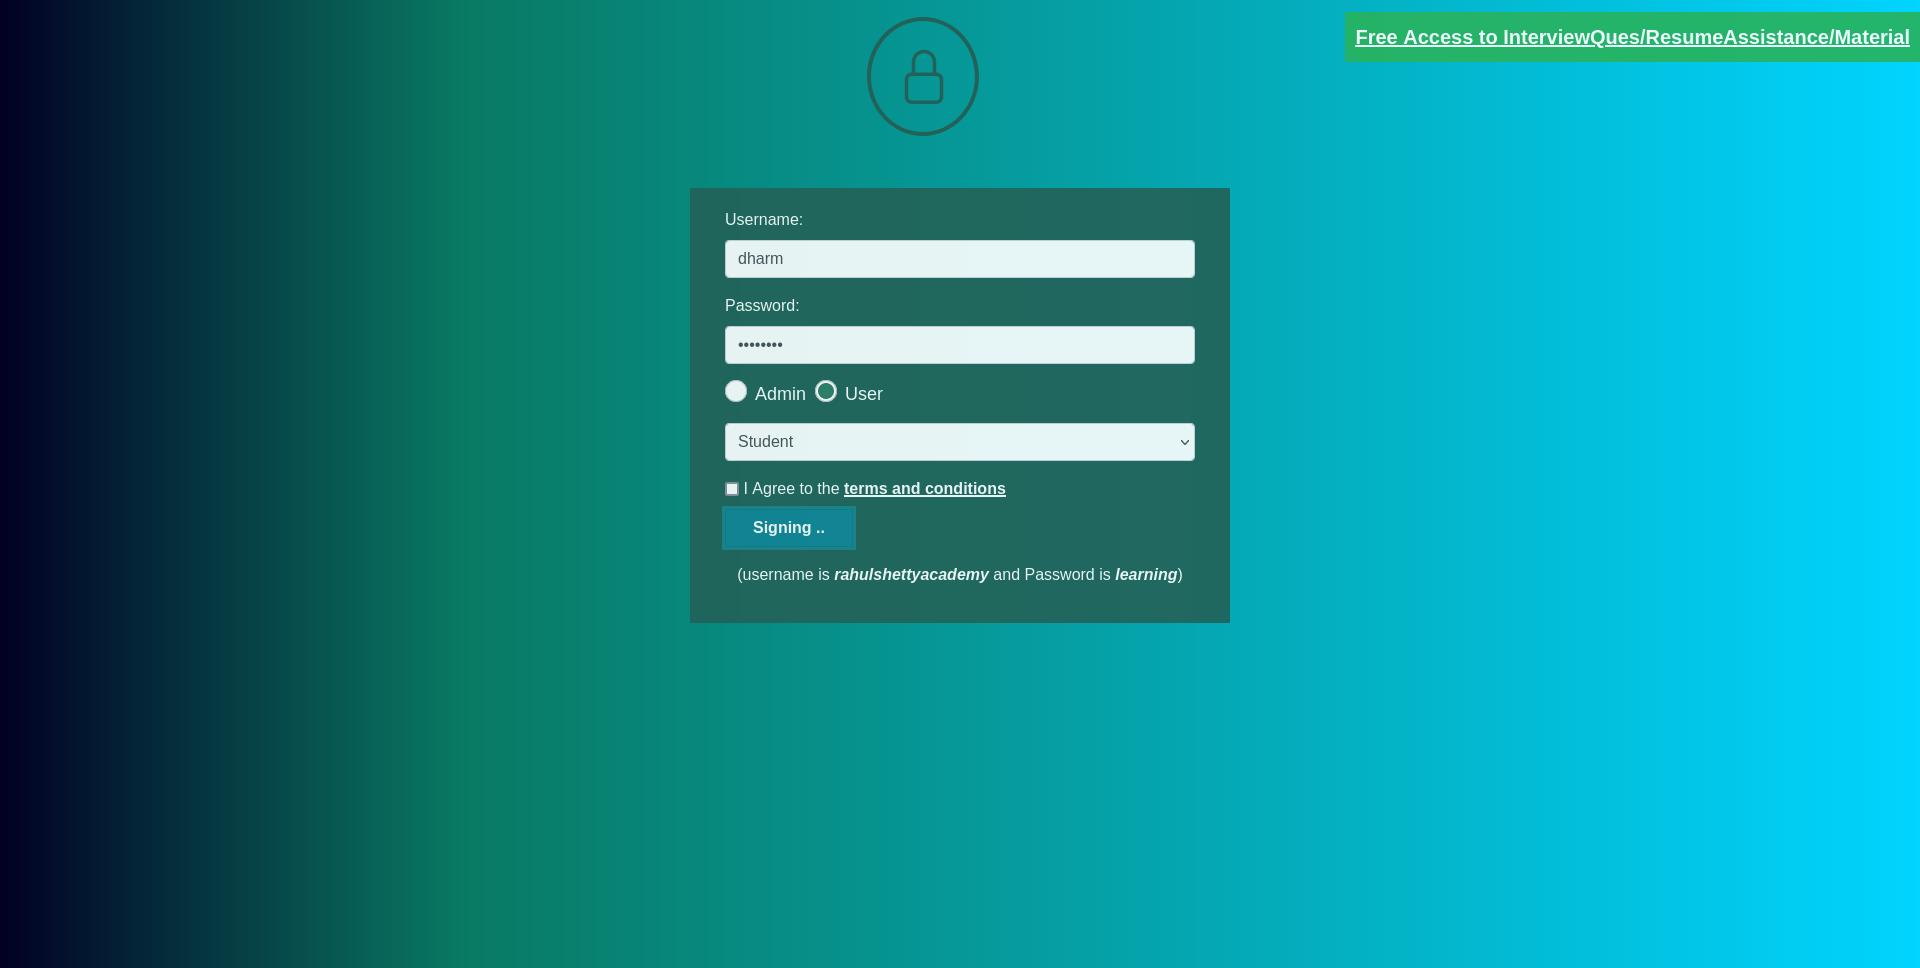 Free Access to InterviewQues/ResumeAssistance/Material
Username:
dharm
Password:
••••••••
Admin User
Student
I Agree to the terms and conditions
Signing ..
(username is rahulshettyacademy and Password is learning)